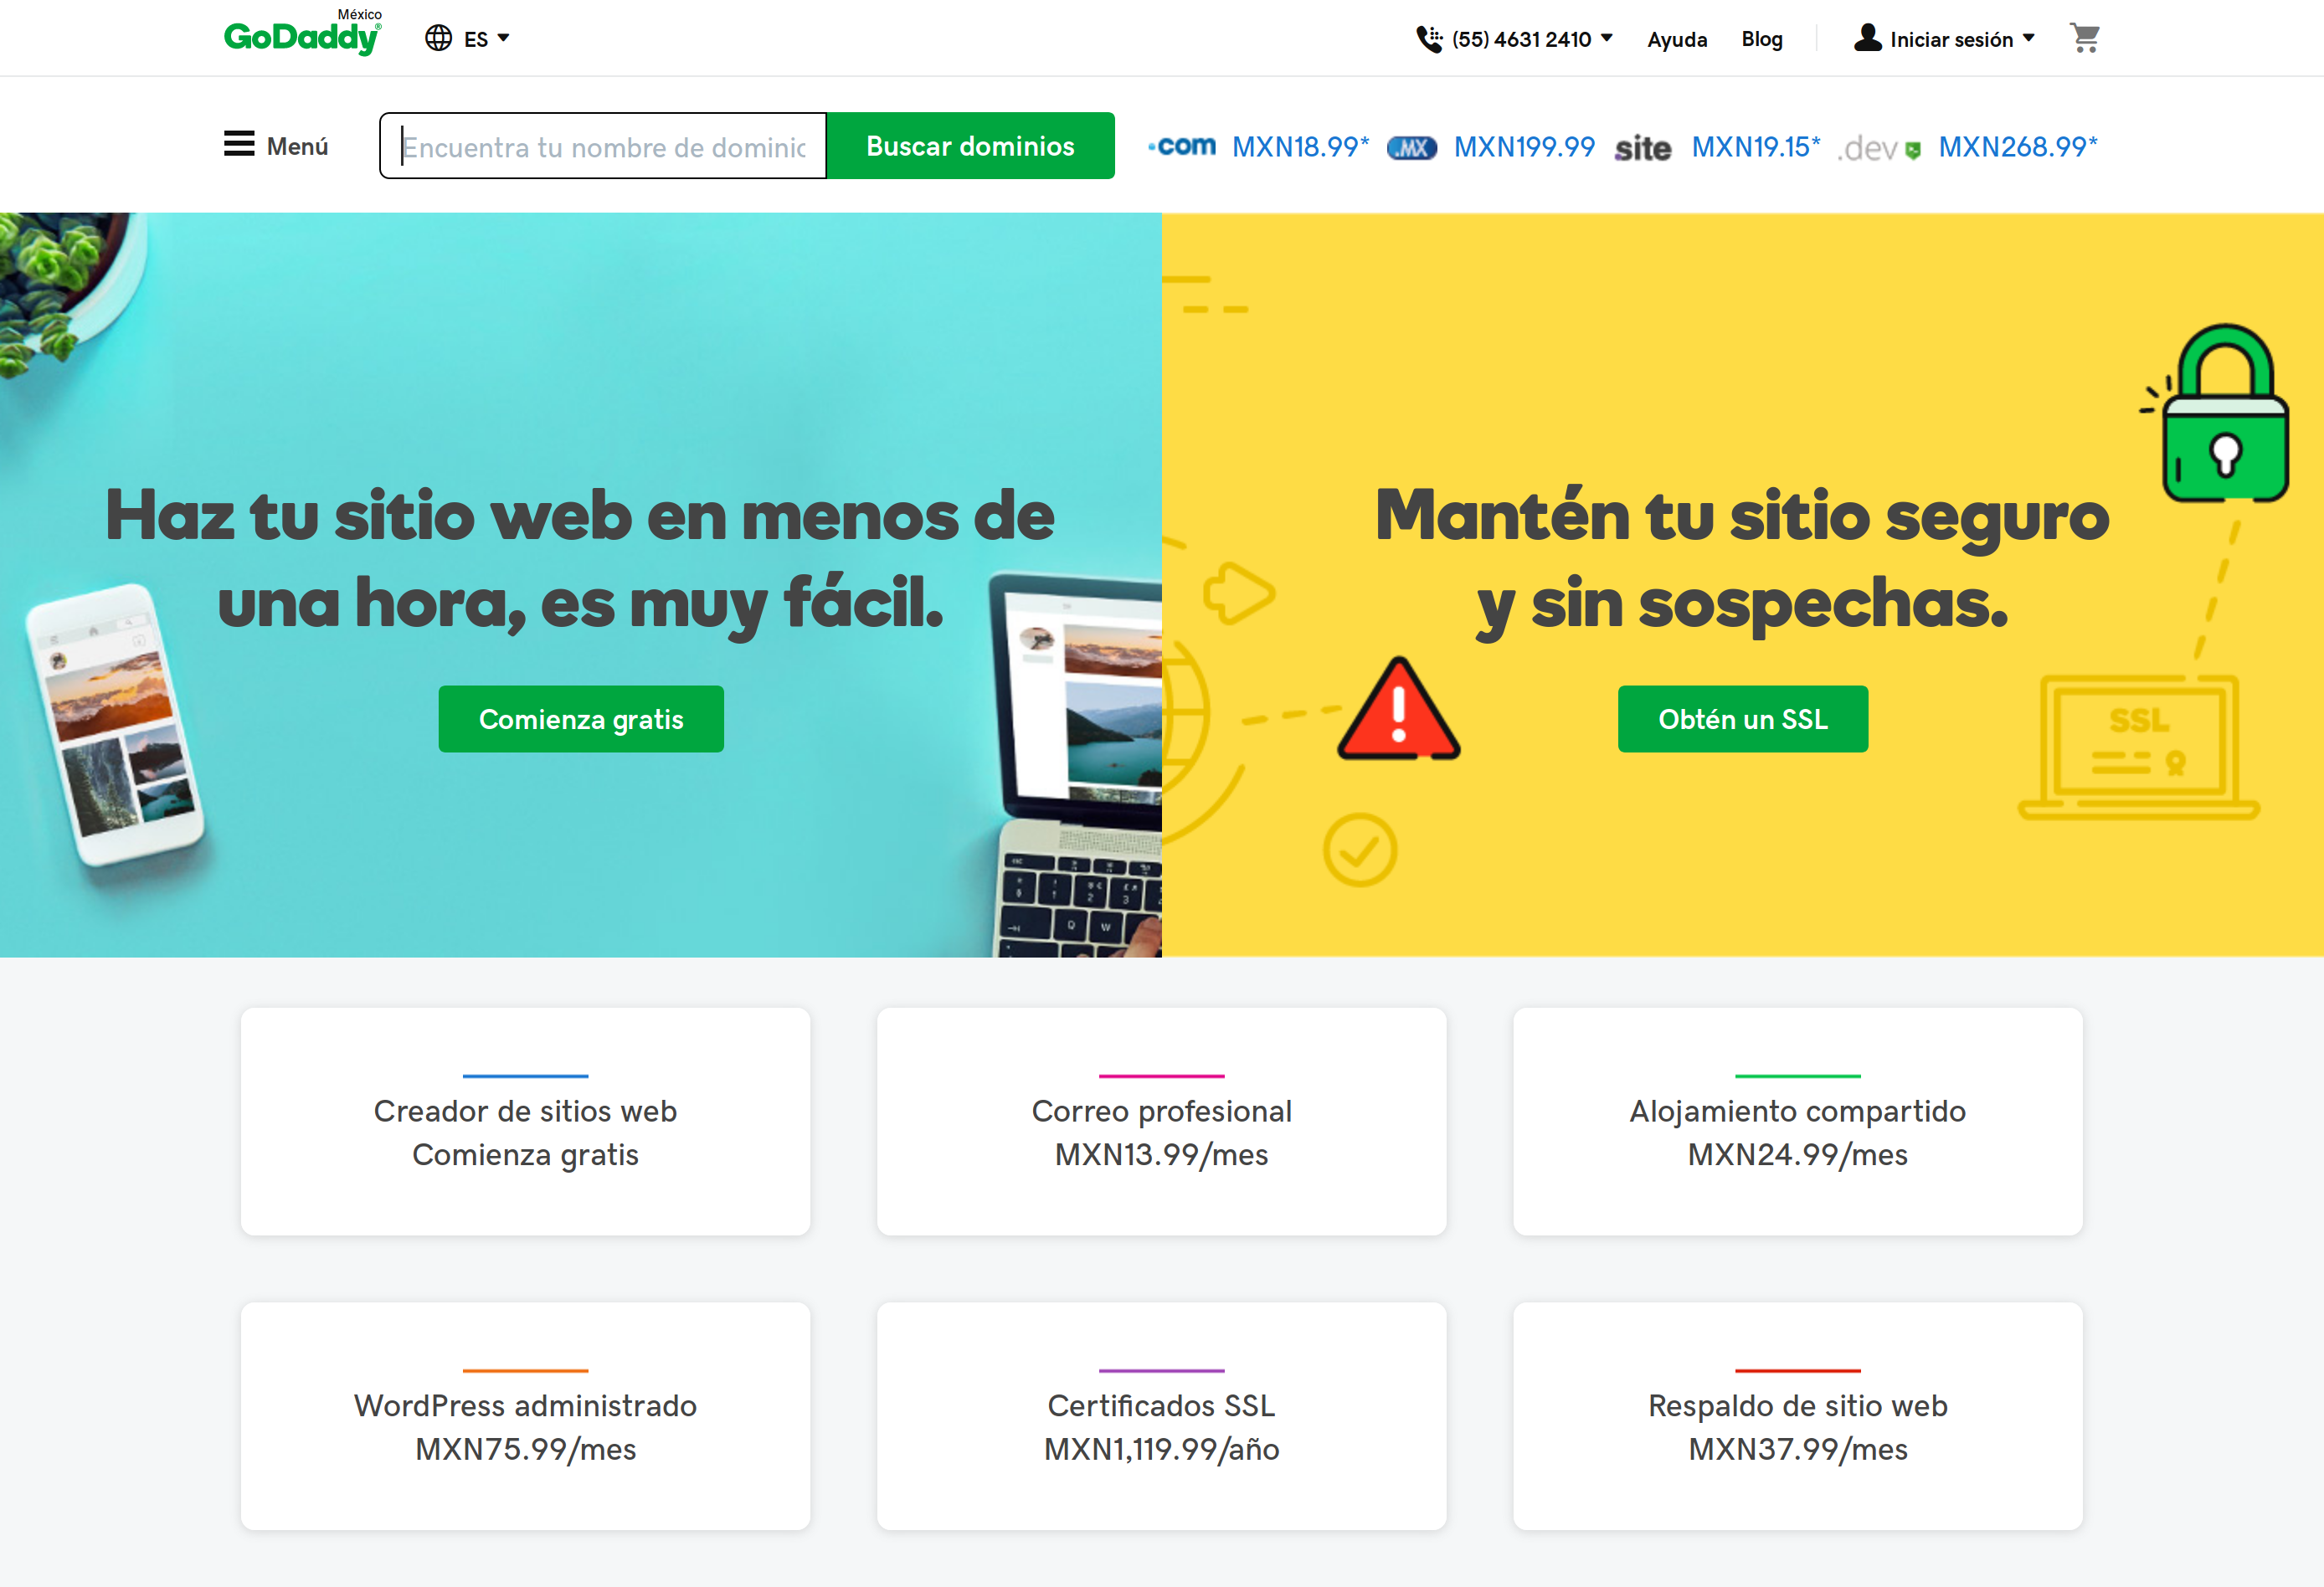 México
GoDaddy®
ES
(55) 4631 2410
Ayuda
Blog
Iniciar sesión
Menú
Encuentra tu nombre de dominic
Buscar dominios
.com MXN18.99* .MX MXN199.99 site MXN19.15* .dev MXN268.99*
Haz tu sitio web en menos de
una hora, es muy fácil.
Comienza gratis
Mantén tu sitio seguro
y sin sospechas.
Obtén un SSL
SSL
Creador de sitios web
Comienza gratis
Correo profesional
MXN13.99/mes
Alojamiento compartido
MXN24.99/mes
WordPress administrado
MXN75.99/mes
Certificados SSL
MXN1,119.99/año
Respaldo de sitio web
MXN37.99/mes